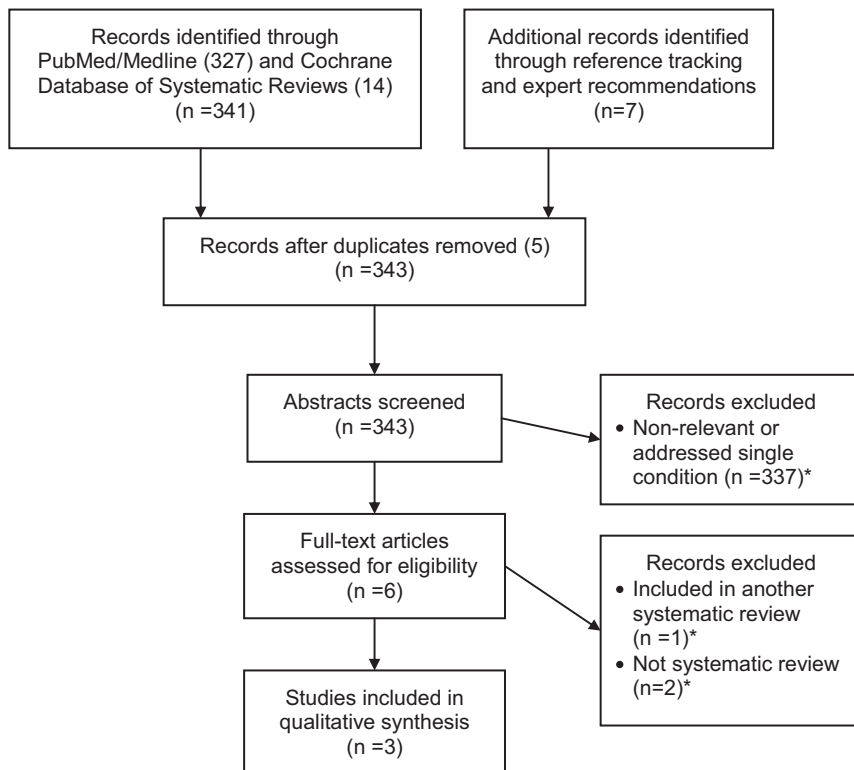 Records identified through
PubMed/Medline (327) and Cochrane
Database of Systematic Reviews (14)
(n =341)
Additional records identified
through reference tracking
and expert recommendations
(n=7)
Records after duplicates removed (5)
(n =343)
Abstracts screened
(n =343)
Records excluded
• Non-relevant or
addressed single
condition (n =337)*
Full-text articles
assessed for eligibility
(n =6)
Records excluded
• Included in another
systematic review
(n =1)*
• Not systematic review
(n=2)*
Studies included in
qualitative synthesis
(n =3)